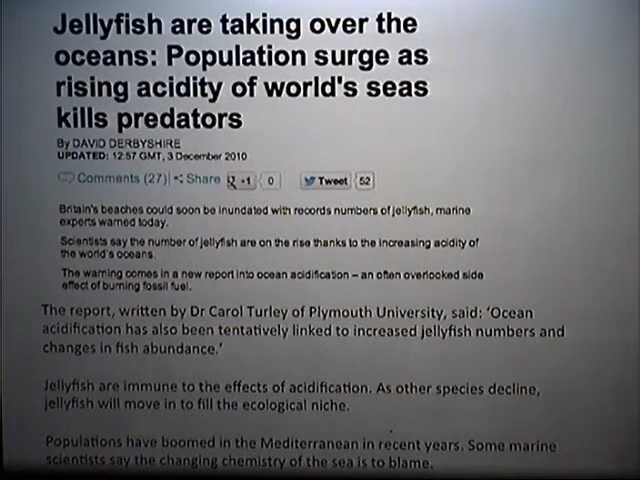 Jellyfish are taking over the
oceans: Population surge as
rising acidity of world's seas
kills predators
By DAVID DERBYSHIRE
UPDATED: 12:57 GMT, 3 December 2010
Comments (27) Share +1 0 Tweet 52
Britain's beaches could soon be inundated with records numbers of jellyfish, marine
experts warned today.
Scientists say the number of jellyfish are on the rise thanks to the increasing acidity of
the world's oceans.
The warning comes in a new report into ocean acidification – an often overlooked side
effect of burning fossil fuel.
The report, written by Dr Carol Turley of Plymouth University, said: 'Ocean
acidification has also been tentatively linked to increased jellyfish numbers and
changes in fish abundance.'
Jellyfish are immune to the effects of acidification. As other species decline,
jellyfish will move in to fill the ecological niche.
Populations have boomed in the Mediterranean in recent years. Some marine
scientists say the changing chemistry of the sea is to blame.